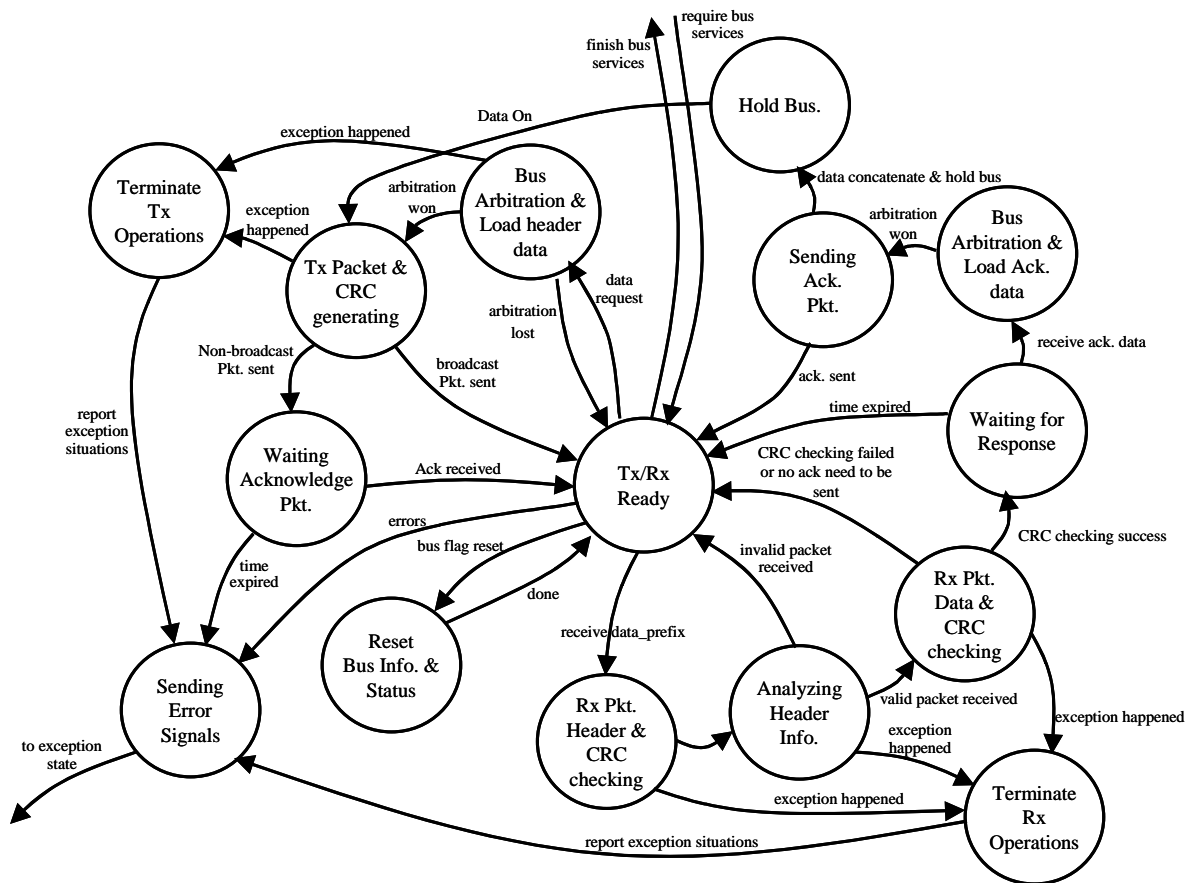 require bus
services
finish bus
services
Hold Bus.
Data On
exception happened
Terminate
Tx
Operations
exception
happened
arbitration
won
Bus
Arbitration &
Load header
data
data concatenate & hold bus
arbitration
won
Bus
Arbitration &
Load Ack.
data
Sending
Ack.
Pkt.
Tx Packet &
CRC
generating
data
request
arbitration
lost
receive ack. data
Non-broadcast
Pkt. sent
broadcast
Pkt. sent
ack. sent
report
exception
situations
time expired
Waiting for
Response
Waiting
Acknowledge
Pkt.
Ack received
Tx/Rx
Ready
CRC checking failed
or no ack need to be
sent
errors
bus flag reset
invalid packet
received
CRC checking success
time
expired
done
Rx Pkt.
Data &
CRC
checking
receive data_prefix
Reset
Bus Info. &
Status
Sending
Error
Signals
Rx Pkt.
Header &
CRC
checking
Analyzing
Header
Info.
valid packet received
exception happened
exception
happened
to exception
state
exception happened
Terminate
Rx
Operations
report exception situations